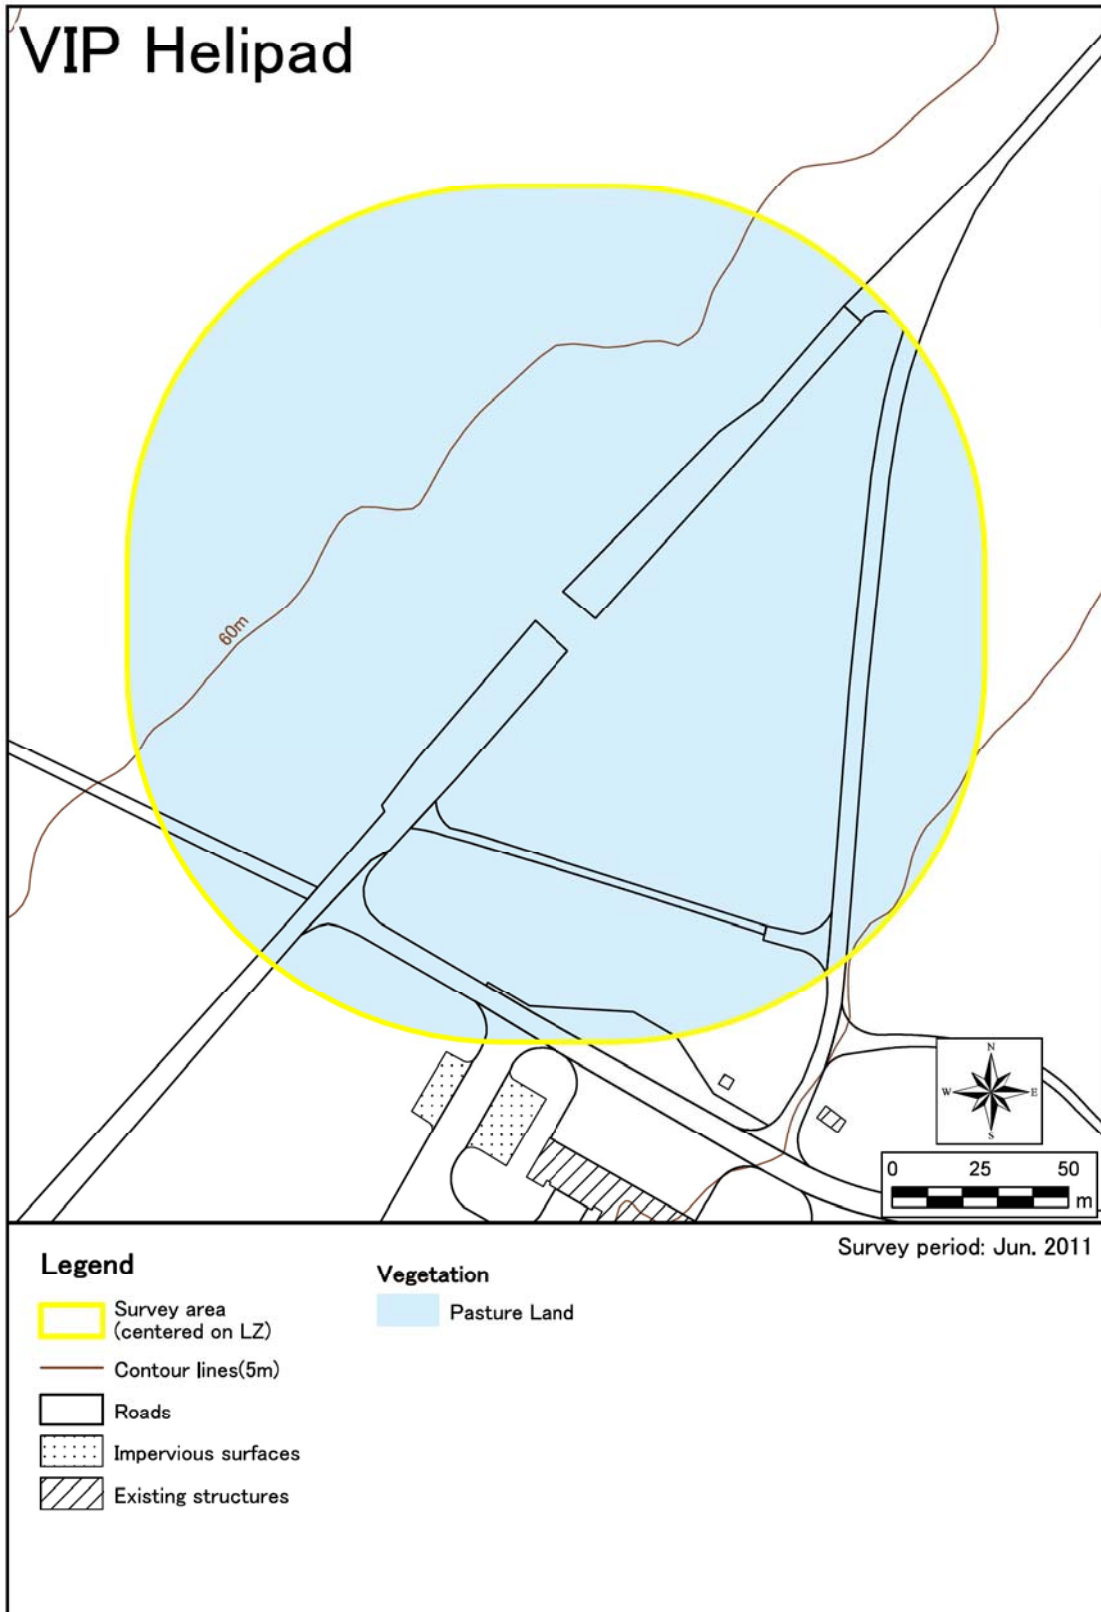 VIP Helipad
60m
N
W E
S
0 25 50
m
Survey period: Jun. 2011
Legend
Survey area
(centered on LZ)
Contour lines(5m)
Roads
Impervious surfaces
Existing structures
Vegetation
Pasture Land